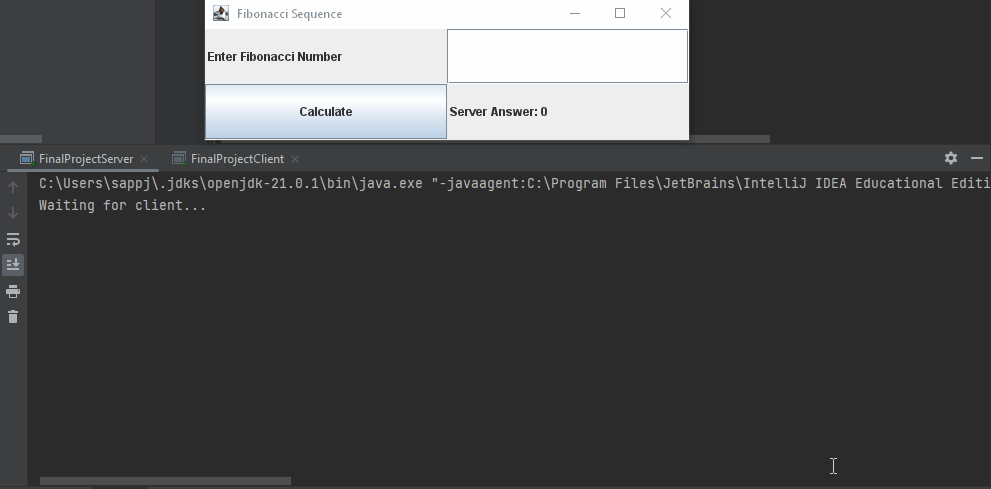 Fibonacci Sequence
Enter Fibonacci Number
Calculate
Server Answer: 0
FinalProjectServer
FinalProjectClient
C:\Users\sappj\.jdks\openjdk-21.0.1\bin\java.exe "-javaagent:C:\Program Files\JetBrains\IntelliJ IDEA Educational Editi
Waiting for client...